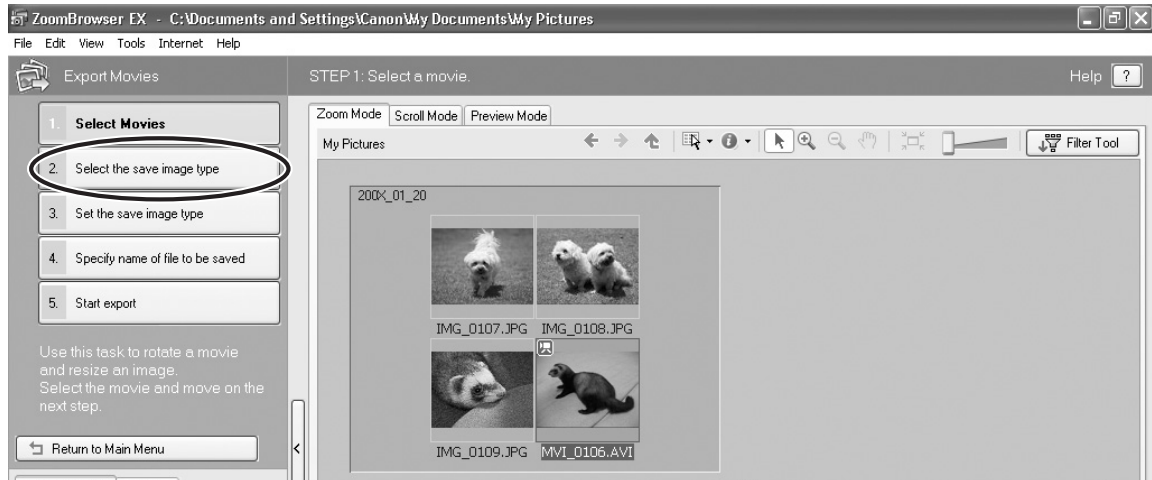 ZoomBrowser EX - C:\Documents and Settings\Canon\My Documents\My Pictures
File Edit View Tools Internet Help
Export Movies
STEP 1: Select a movie.
Help ?
1. Select Movies
2. Select the save image type
3. Set the save image type
4. Specify name of file to be saved
5. Start export
Use this task to rotate a movie
and resize an image.
Select the movie and move on the
next step.
Return to Main Menu
Zoom Mode Scroll Mode Preview Mode
My Pictures
Filter Tool
200X_01_20
IMG_0107.JPG IMG_0108.JPG
IMG_0109.JPG MVI_0106.AVI